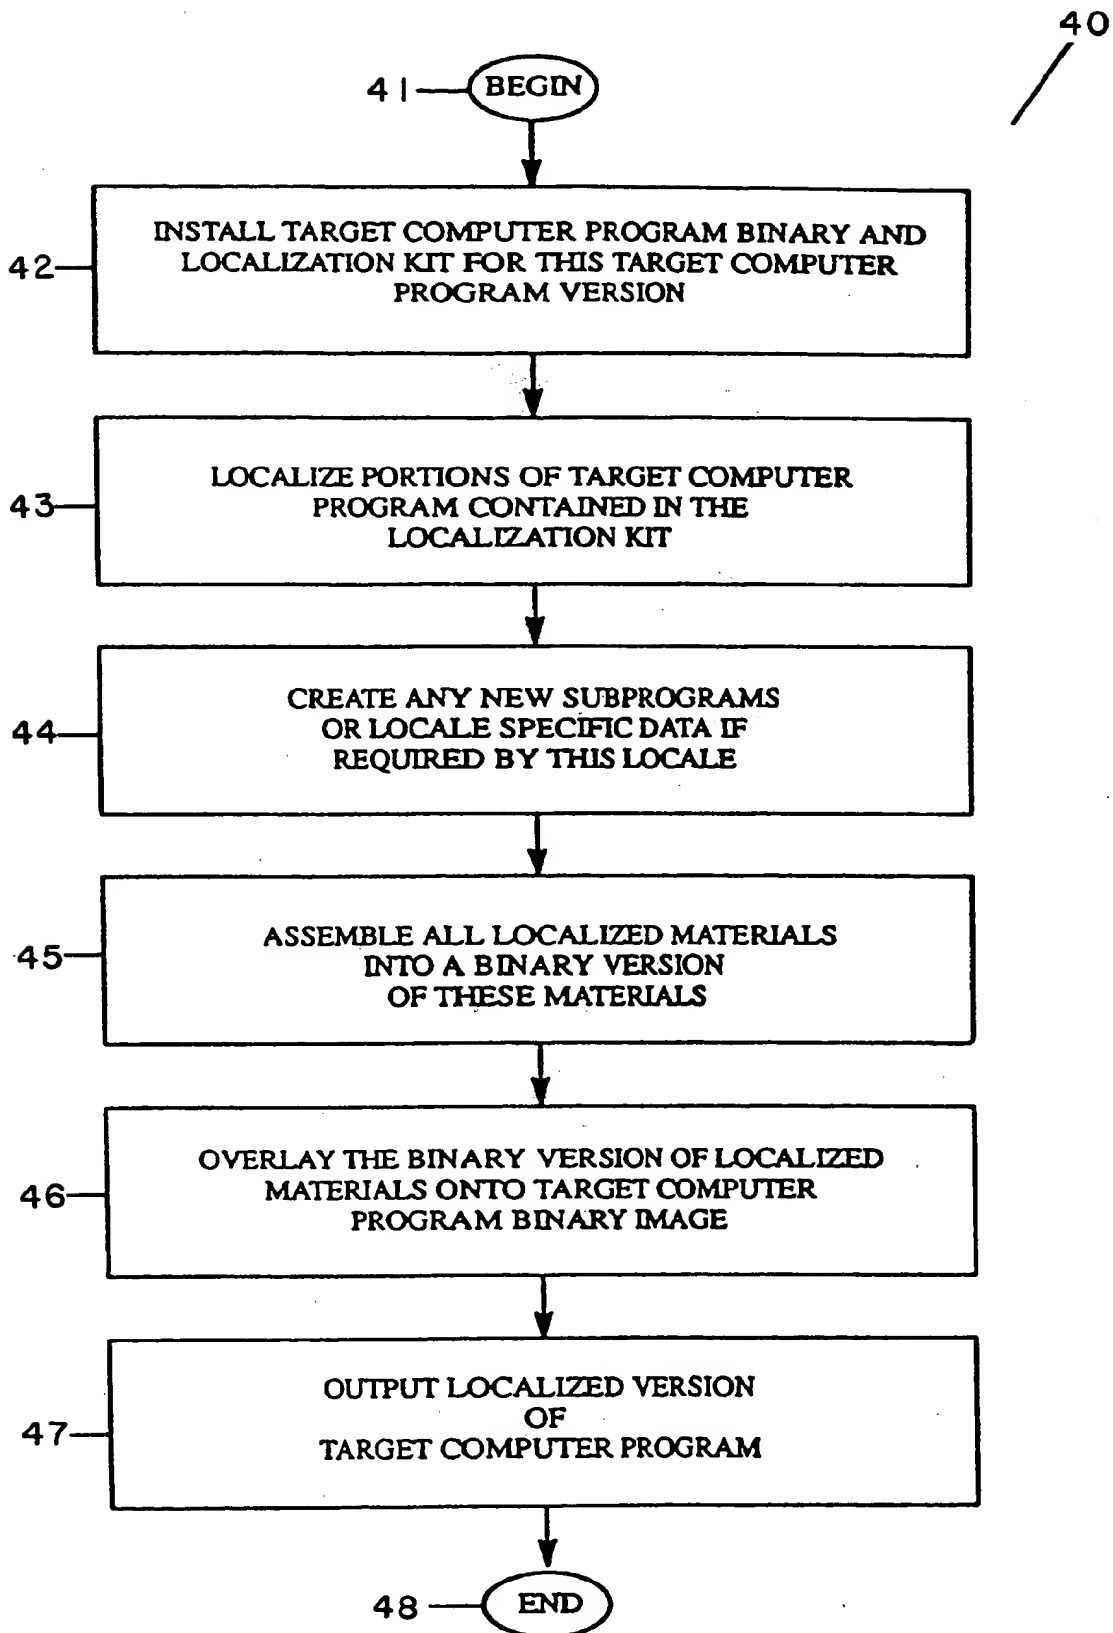 40
41
BEGIN
42
INSTALL TARGET COMPUTER PROGRAM BINARY AND
LOCALIZATION KIT FOR THIS TARGET COMPUTER
PROGRAM VERSION
43
LOCALIZE PORTIONS OF TARGET COMPUTER
PROGRAM CONTAINED IN THE
LOCALIZATION KIT
44
CREATE ANY NEW SUBPROGRAMS
OR LOCALE SPECIFIC DATA IF
REQUIRED BY THIS LOCALE
45
ASSEMBLE ALL LOCALIZED MATERIALS
INTO A BINARY VERSION
OF THESE MATERIALS
46
OVERLAY THE BINARY VERSION OF LOCALIZED
MATERIALS ONTO TARGET COMPUTER
PROGRAM BINARY IMAGE
47
OUTPUT LOCALIZED VERSION
OF
TARGET COMPUTER PROGRAM
48
END